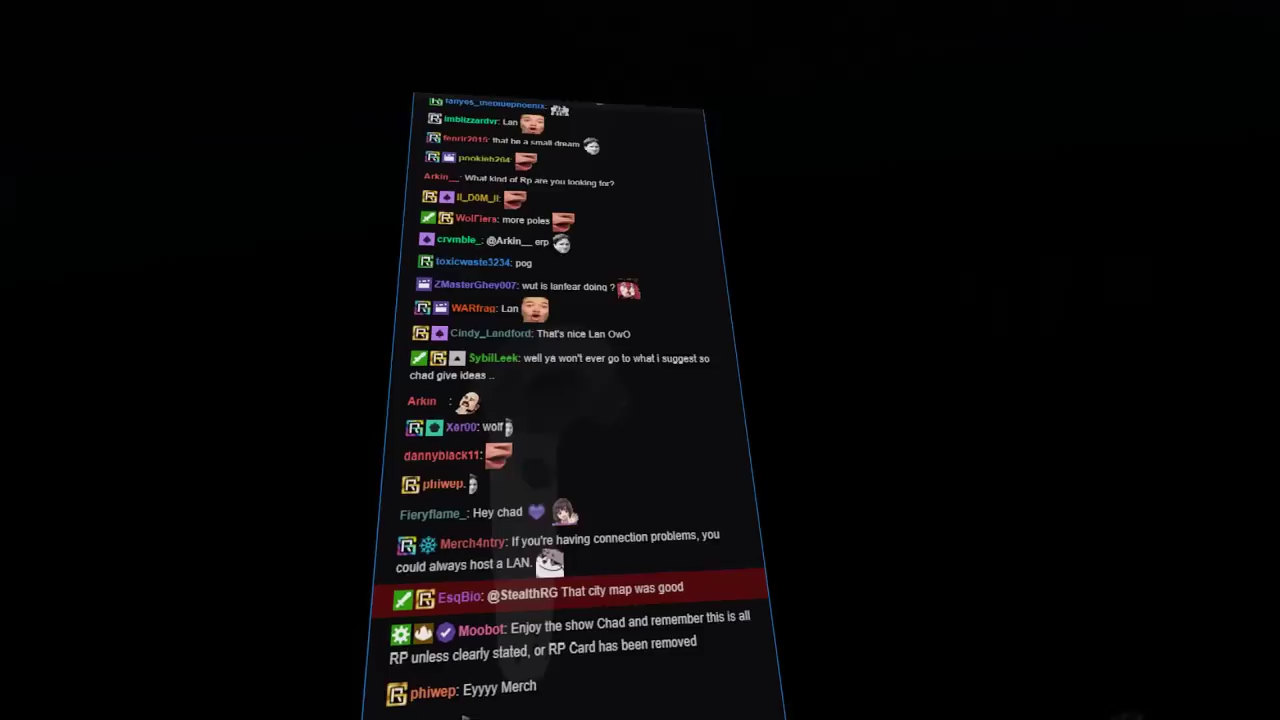 fairyes_thebluephoenix:
imblizzardvr: Lan
fenrir2015: that be a small dream
pookieh204:
Arkin__: What kind of Rp are you looking for?
II_D0M_II:
WolFiers: more poles
crvmble_: @Arkin__ erp
toxicwaste3234: pog
ZMasterGhey007: wut is lanfear doing ?
WARfrag: Lan
Cindy_Landford: That's nice Lan OwO
SybilLeek: well ya won't ever go to what i suggest so
chad give ideas ..
Arkin :
Xer00: wolf
dannyblack11:
phiwep:
Fieryflame_: Hey chad
Merch4ntry: If you're having connection problems, you
could always host a LAN.
EsqBio: @StealthRG That city map was good
Moobot: Enjoy the show Chad and remember this is all
RP unless clearly stated, or RP Card has been removed
phiwep: Eyyyy Merch